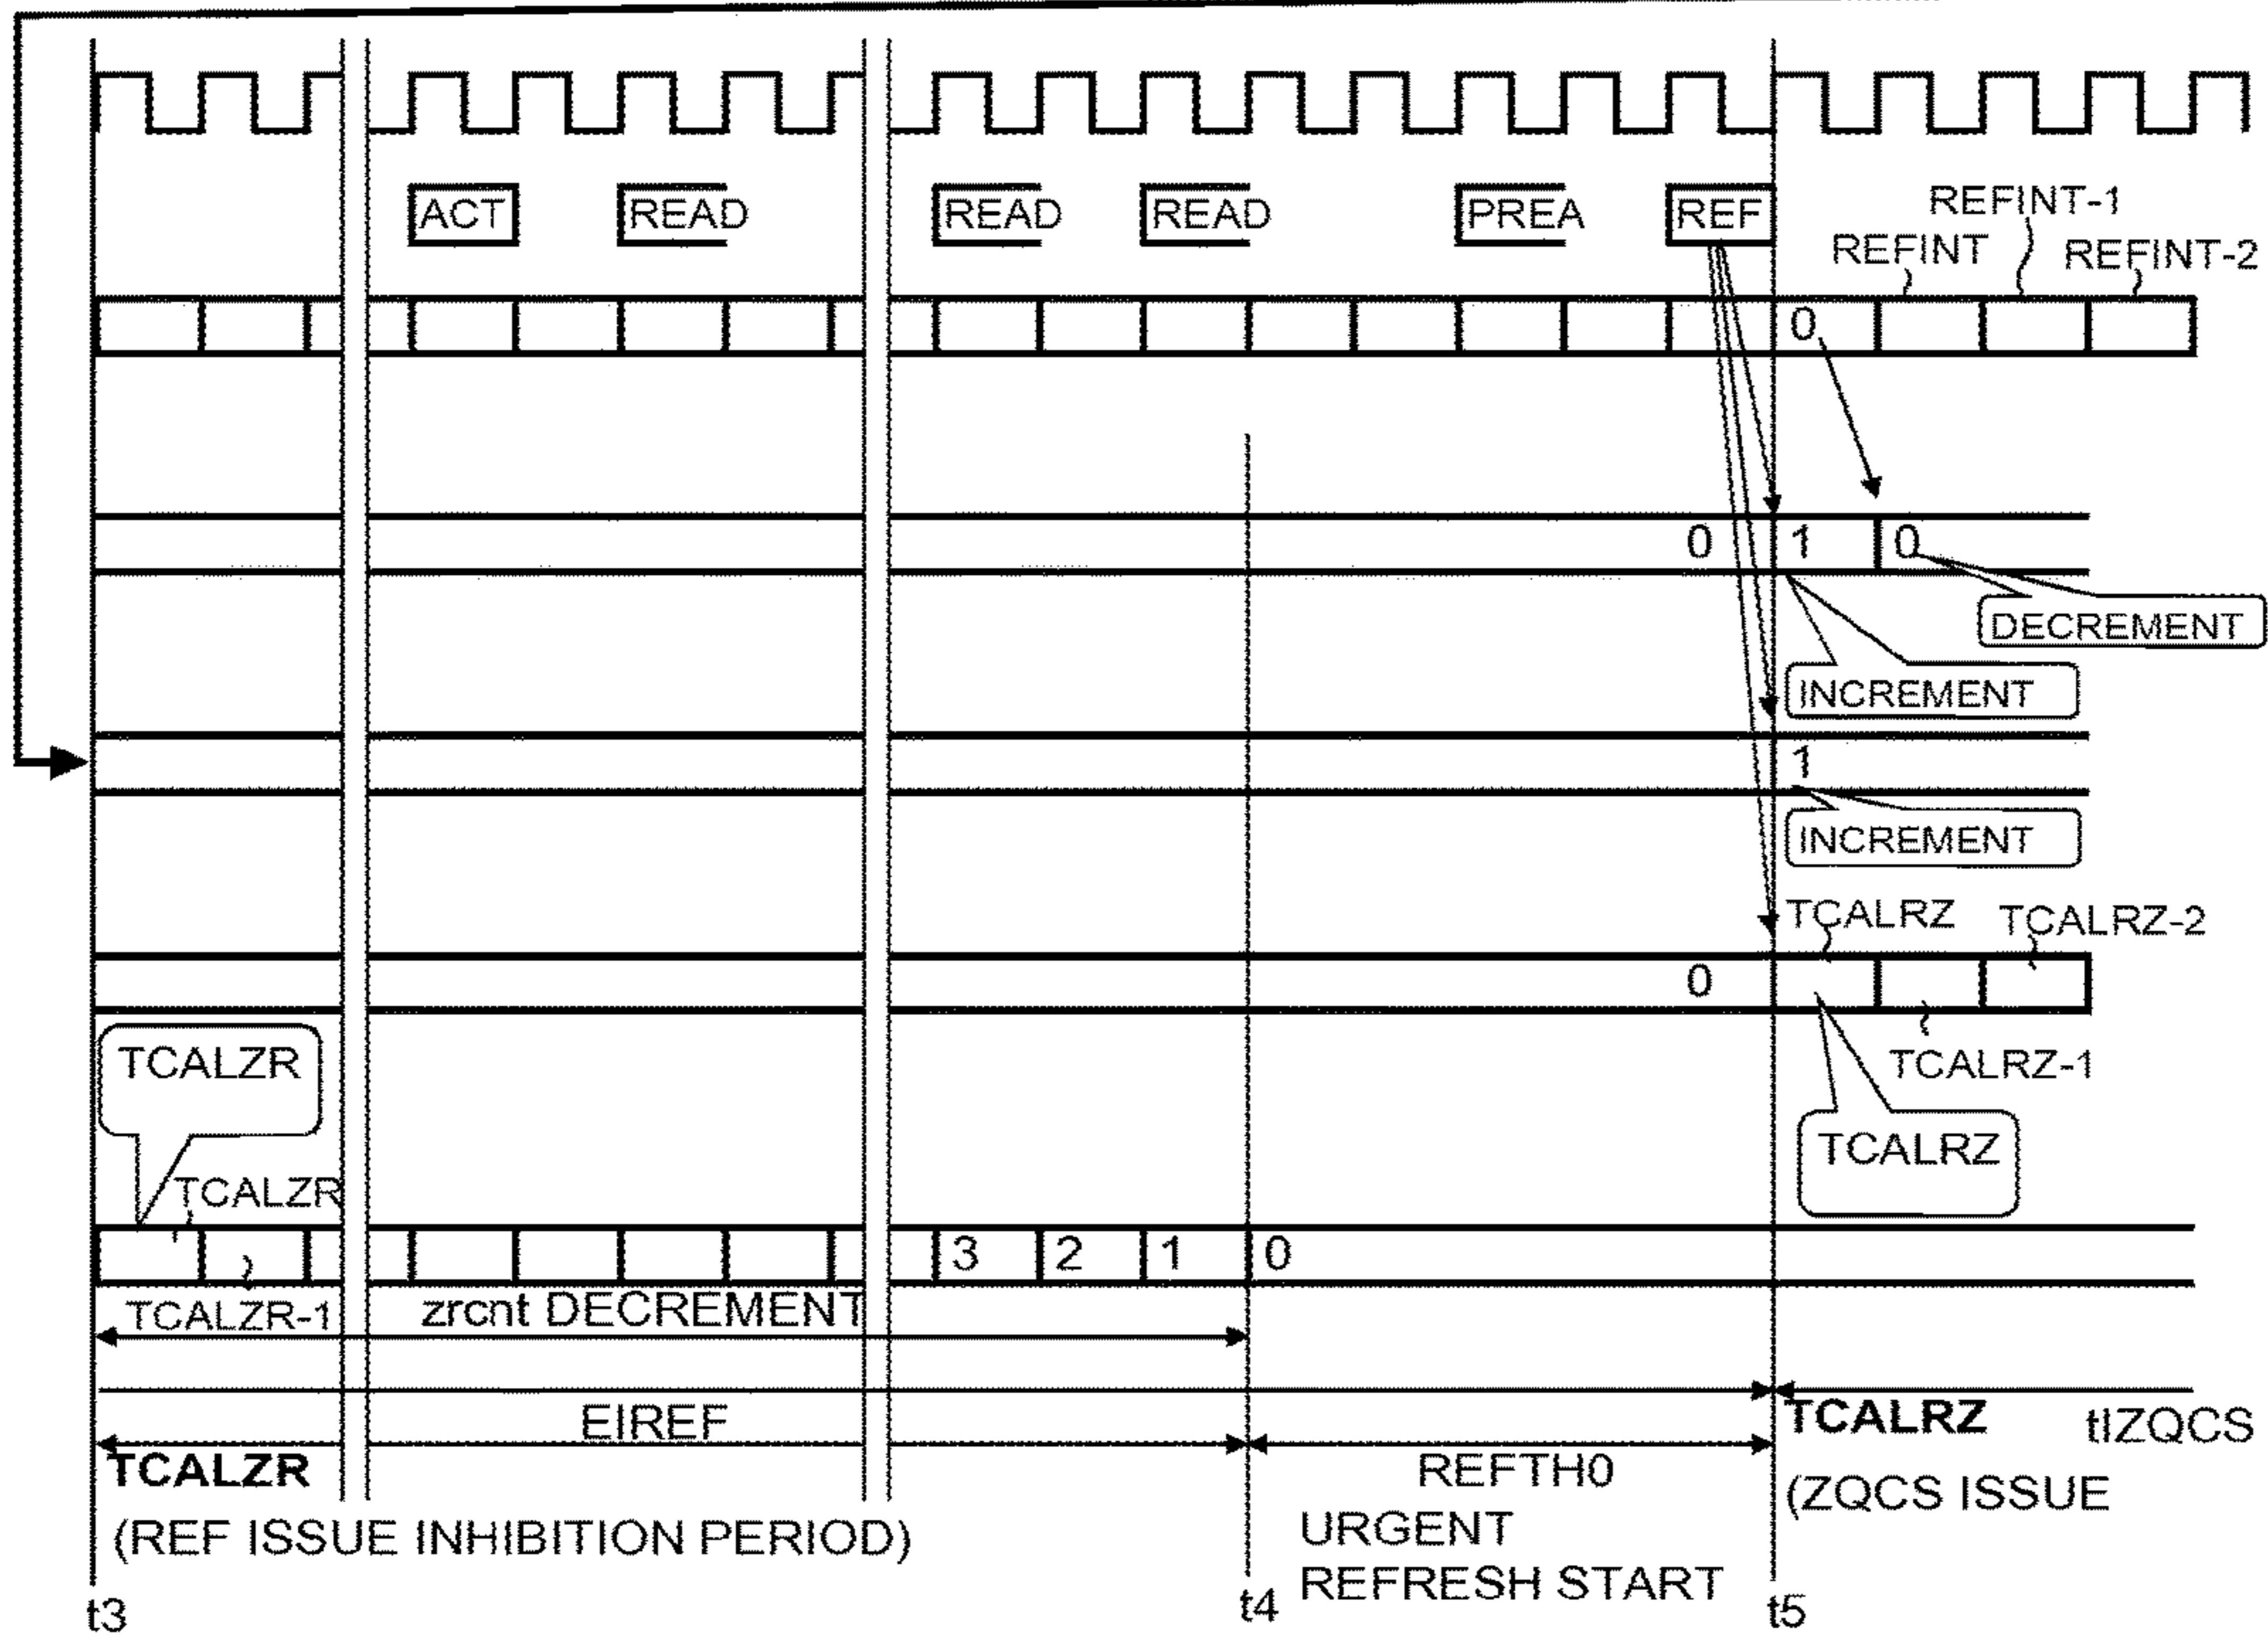 ACT READ READ READ PREA REF REFINT-1
REFINT REFINT-2
0
0 1 0
DECREMENT
INCREMENT
1
INCREMENT
TCALRZ TCALRZ-2
0
TCALZR TCALRZ-1
TCALRZ
TCALZR
3 2 1 0
TCALZR-1 zrcnt DECREMENT
EIREF TCALRZ tIZQCS
TCALZR REFTH0 (ZQCS ISSUE
(REF ISSUE INHIBITION PERIOD) URGENT
REFRESH START
t3 t4 t5